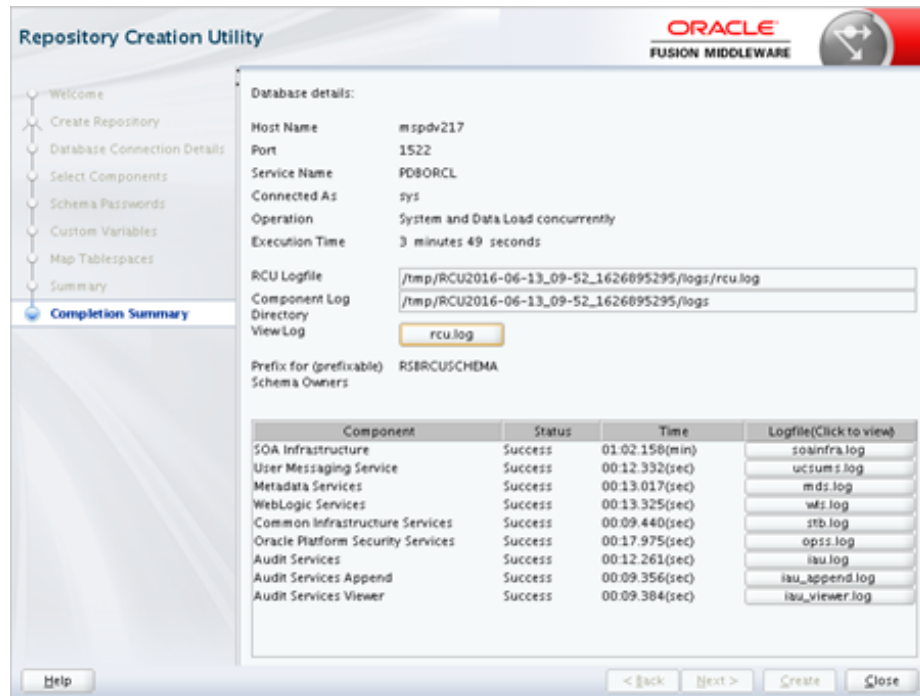 Repository Creation Utility
ORACLE
FUSION MIDDLEWARE
Welcome
Create Repository
Database Connection Details
Select Components
Schema Passwords
Custom Variables
Map Tablespaces
Summary
Completion Summary
Database details:
Host Name mspdv217
Port 1522
Service Name PDBORCL
Connected As sys
Operation System and Data Load concurrently
Execution Time 3 minutes 49 seconds
RCU Logfile /tmp/RCU2016-06-13_09-52_1626895295/logs/rcu.log
Component Log Directory /tmp/RCU2016-06-13_09-52_1626895295/logs
View Log rcu.log
Prefix for (prefixable) Schema Owners RSBRCUSCHEMA
Component Status Time Logfile(Click to view)
SOA Infrastructure Success 01:02.158(min) soainfra.log
User Messaging Service Success 00:12.332(sec) ucsums.log
Metadata Services Success 00:13.017(sec) mds.log
WebLogic Services Success 00:13.325(sec) wls.log
Common Infrastructure Services Success 00:09.440(sec) stb.log
Oracle Platform Security Services Success 00:17.975(sec) opss.log
Audit Services Success 00:12.261(sec) iau.log
Audit Services Append Success 00:09.356(sec) iau_append.log
Audit Services Viewer Success 00:09.384(sec) iau_viewer.log
Help < Back Next > Create Close